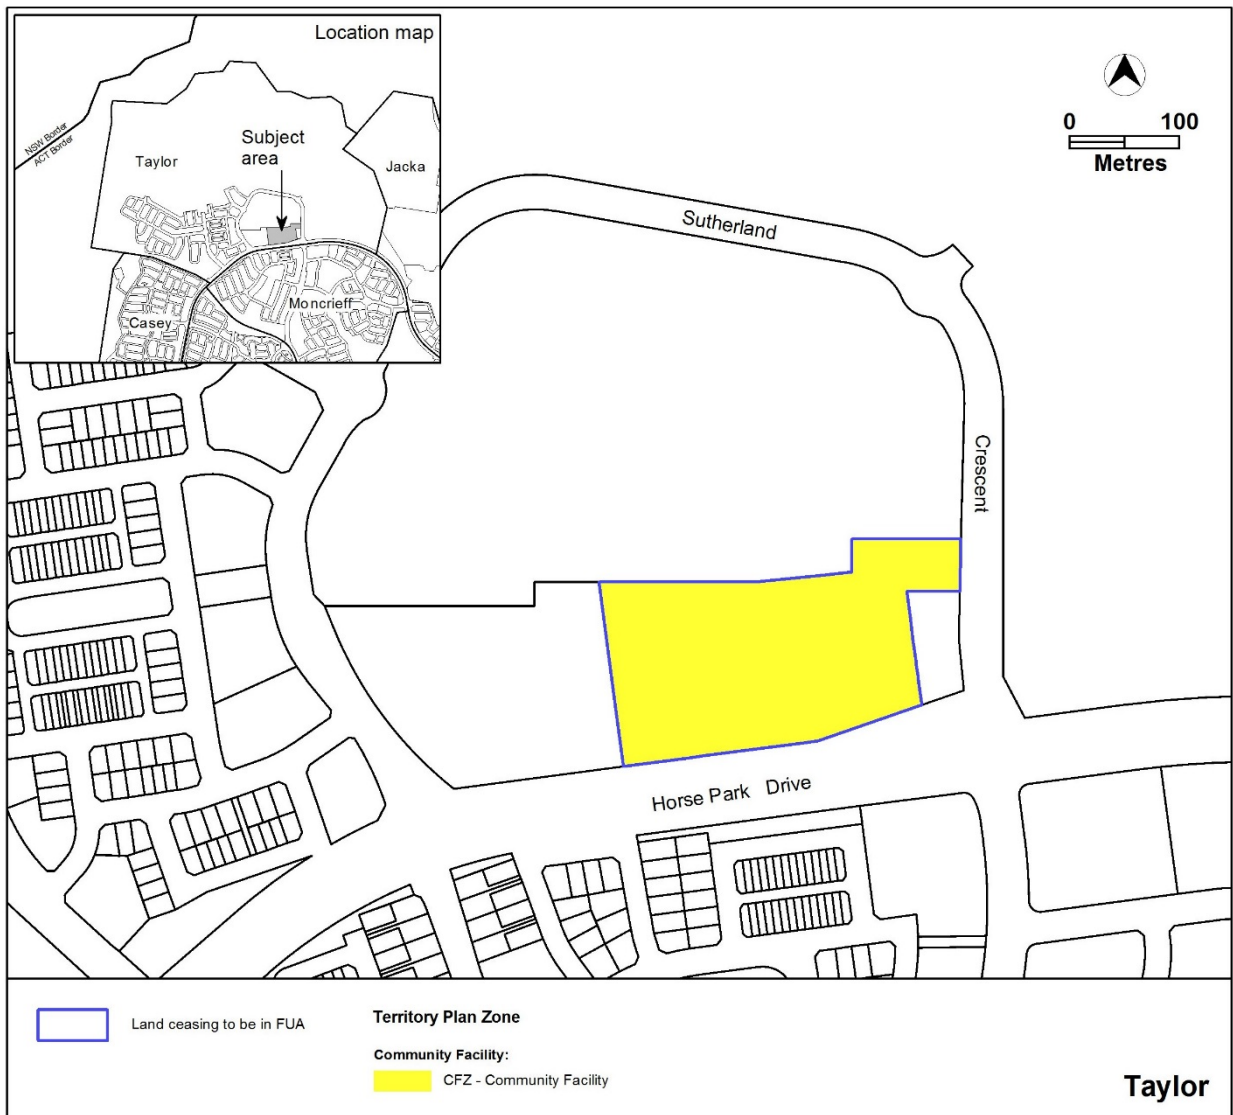 Location map
NSW Border
ACT Border
Taylor
Subject
area
Jacka
Moncrieff
Casey
0 100
Metres
Sutherland
Crescent
Horse Park Drive
Land ceasing to be in FUA
Territory Plan Zone
Community Facility:
CFZ - Community Facility
Taylor